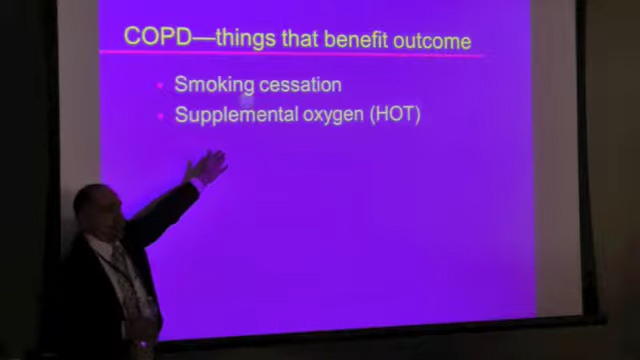 COPD—things that benefit outcome
Smoking cessation
Supplemental oxygen (HOT)